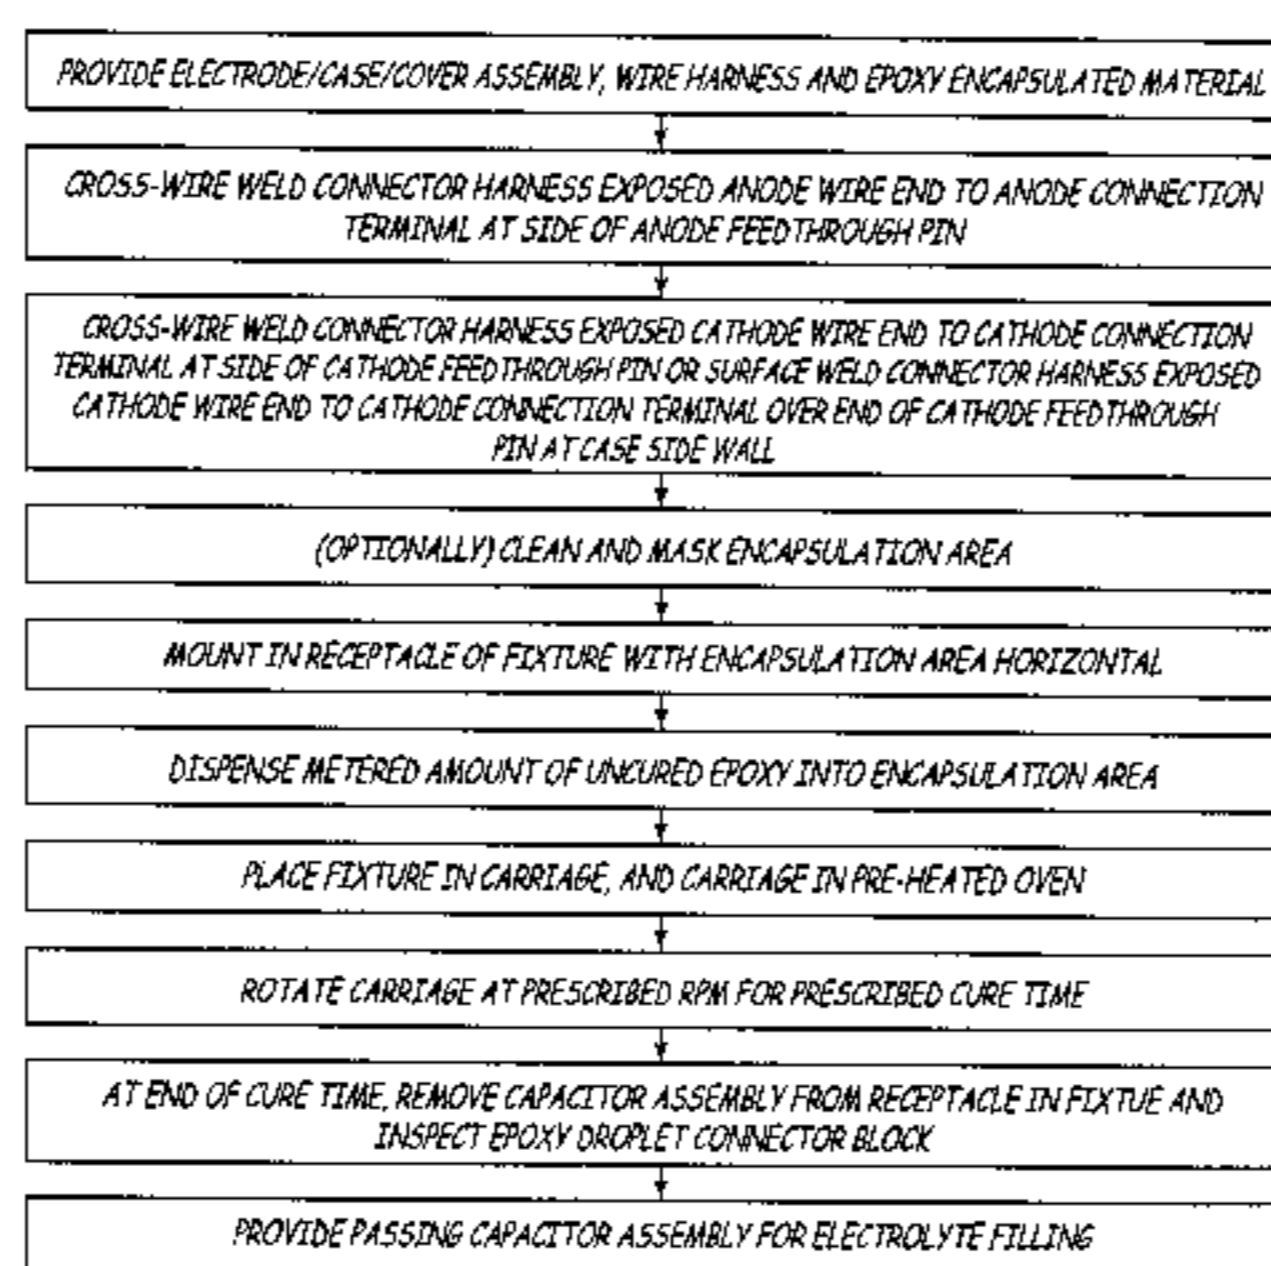 PROVIDE ELECTRODE/CASE/COVER ASSEMBLY, WIRE HARNESS AND EPOXY ENCAPSULATED MATERIAL
CROSS-WIRE WELD CONNECTOR HARNESS EXPOSED ANODE WIRE END TO ANODE CONNECTION
TERMINAL AT SIDE OF ANODE FEEDTHROUGH PIN
CROSS-WIRE WELD CONNECTOR HARNESS EXPOSED CATHODE WIRE END TO CATHODE CONNECTION
TERMINAL AT SIDE OF CATHODE FEEDTHROUGH PIN OR SURFACE WELD CONNECTOR HARNESS EXPOSED
CATHODE WIRE END TO CATHODE CONNECTION TERMINAL OVER END OF CATHODE FEEDTHROUGH
PIN AT CASE SIDE WALL
(OPTIONALLY) CLEAN AND MASK ENCAPSULATION AREA
MOUNT IN RECEPTACLE OF FIXTURE WITH ENCAPSULATION AREA HORIZONTAL
DISPENSE METERED AMOUNT OF UNCURED EPOXY INTO ENCAPSULATION AREA
PLACE FIXTURE IN CARRIAGE, AND CARRIAGE IN PRE-HEATED OVEN
ROTATE CARRIAGE AT PRESCRIBED RPM FOR PRESCRIBED CURE TIME
AT END OF CURE TIME, REMOVE CAPACITOR ASSEMBLY FROM RECEPTACLE IN FIXTUE AND
INSPECT EPOXY DROPLET CONNECTOR BLOCK
PROVIDE PASSING CAPACITOR ASSEMBLY FOR ELECTROLYTE FILLING